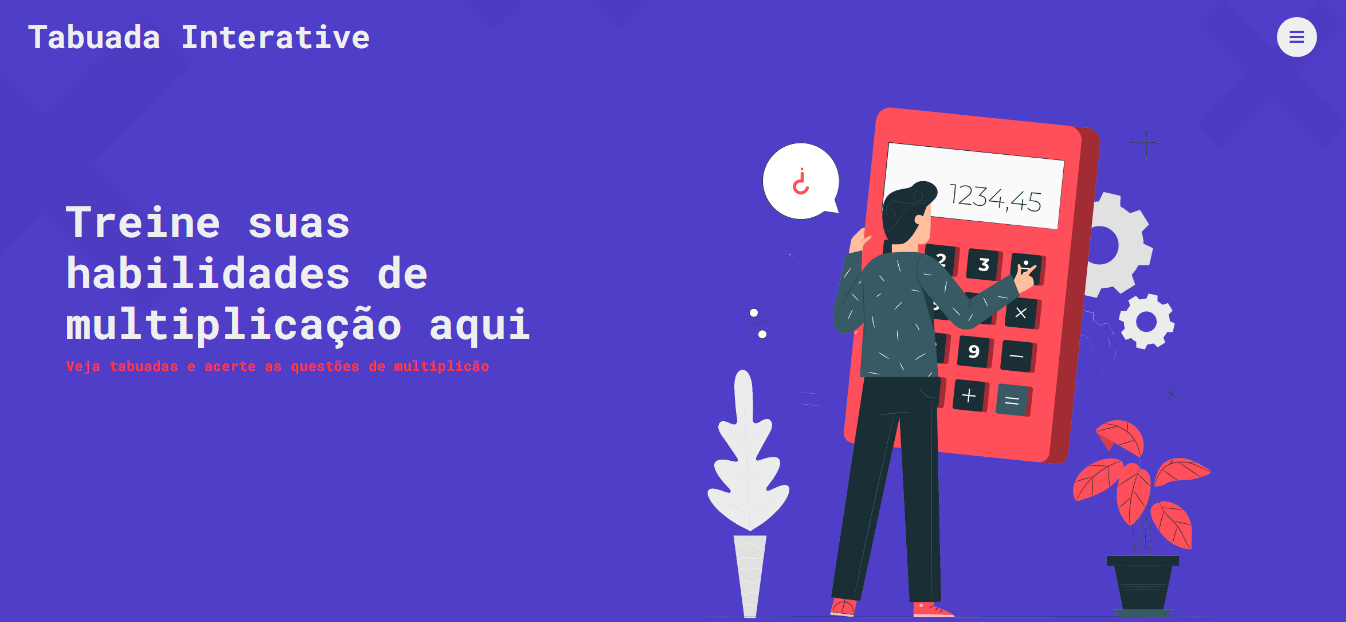 Tabuada Interative
Treine suas
habilidades de
multiplicação aqui
Veja tabuadas e acerte as questões de multiplicão
¿
1234,45
2 3 ÷
×
9 −
+ =